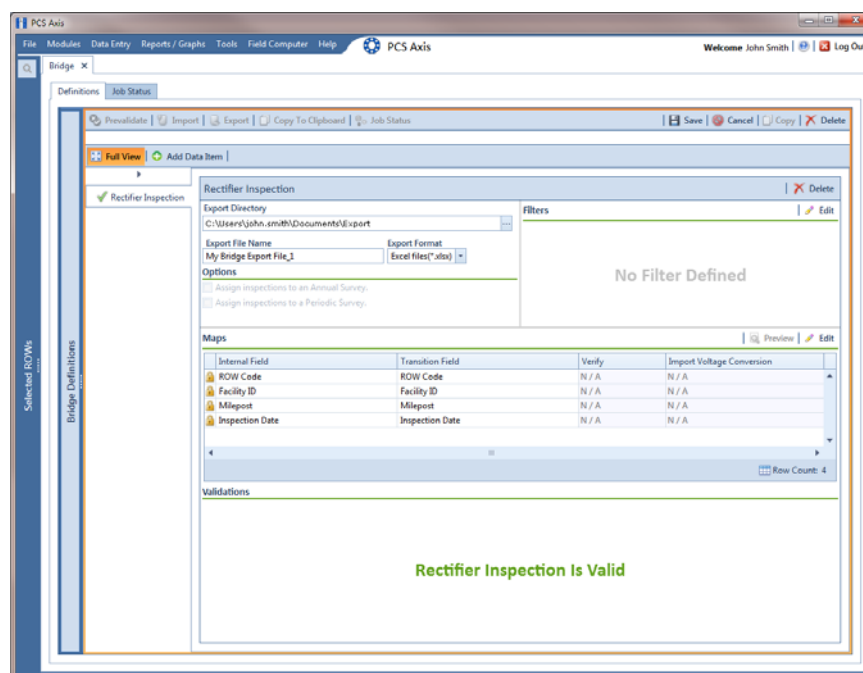 PCS Axis
File Modules Data Entry Reports / Graphs Tools Field Computer Help PCS Axis Welcome John Smith Log Ou
Bridge
Definitions Job Status
Prevalidate Import Export Copy To Clipboard Job Status Save Cancel Copy Delete
Full View Add Data Item
Rectifier Inspection
Rectifier Inspection Delete
Export Directory
C:\Users\john.smith\Documents\Export ...
Export File Name Export Format
My Bridge Export File_1 Excel files(*.xlsx)
Options
Assign inspections to an Annual Survey.
Assign inspections to a Periodic Survey.
Filters Edit
No Filter Defined
Maps Preview Edit
Internal Field Transition Field Verify Import Voltage Conversion
ROW Code ROW Code N / A N / A
Facility ID Facility ID N / A N / A
Milepost Milepost N / A N / A
Inspection Date Inspection Date N / A N / A
Row Count: 4
Validations
Rectifier Inspection Is Valid
Selected ROWs
Bridge Definitions